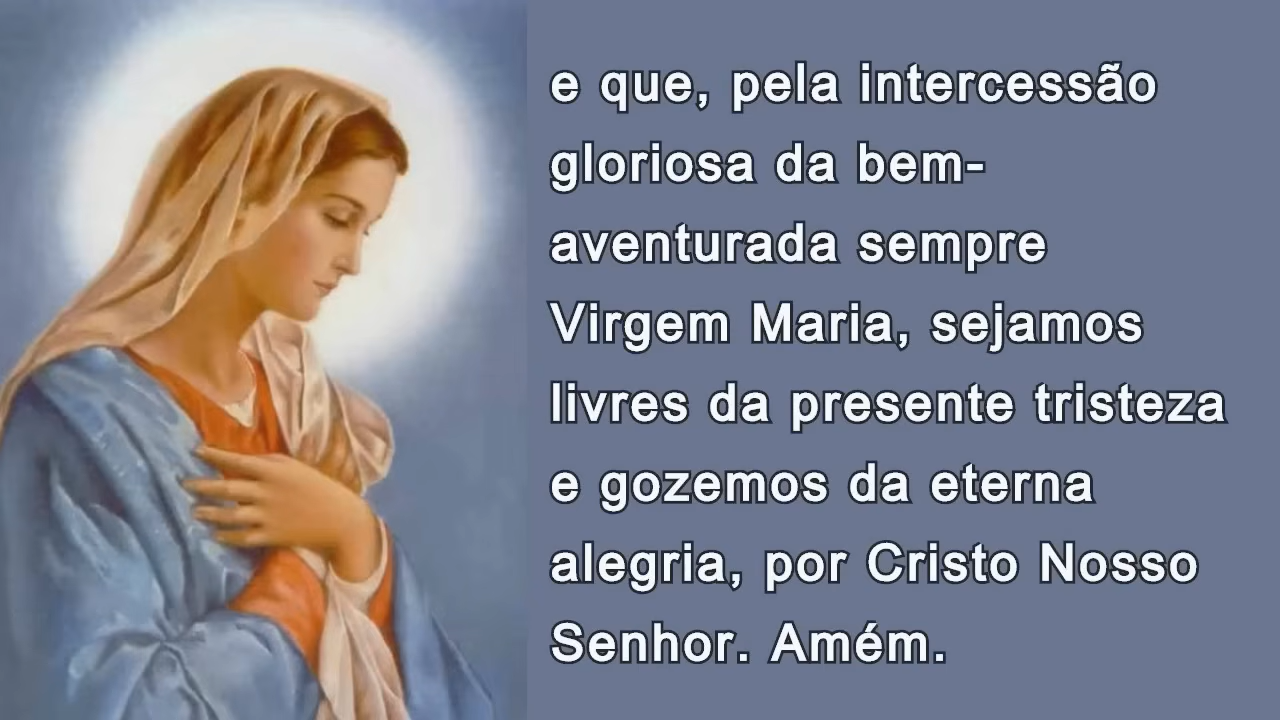 e que, pela intercessão
gloriosa da bem-
aventurada sempre
Virgem Maria, sejamos
livres da presente tristeza
e gozemos da eterna
alegria, por Cristo Nosso
Senhor. Amém.